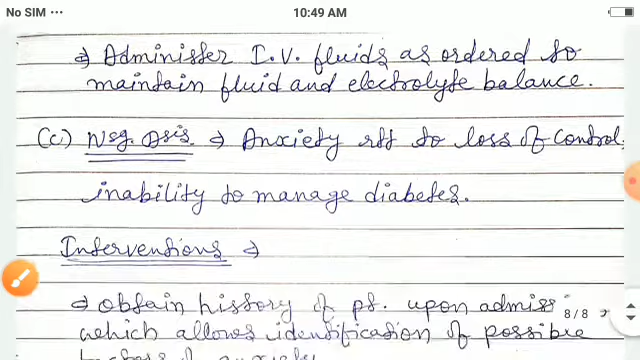 No SIM ••• 10:49 AM
⇒ Administer I.V. fluids as ordered to
maintain fluid and electrolyte balance.
(c) Nsg. Dsis ⇒ Anxiety rtt to loss of control,
inability to manage diabetes.
Interventions ⇒
⇒ obtain history of pt. upon admiss
8/8
which allows identification of possible